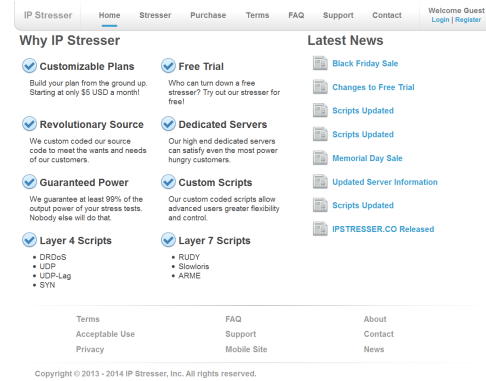 IP Stresser
Home Stresser Purchase Terms FAQ Support Contact
Welcome Guest
Login | Register
Why IP Stresser
Customizable Plans
Build your plan from the ground up.
Starting at only $5 USD a month!
Free Trial
Who can turn down a free
stresser? Try out our stresser for
free!
Revolutionary Source
We custom coded our source
code to meet the wants and needs
of our customers.
Dedicated Servers
Our high end dedicated servers
can satisfy even the most power
hungry customers.
Guaranteed Power
We guarantee at least 99% of the
output power of your stress tests.
Nobody else will do that.
Custom Scripts
Our custom coded scripts allow
advanced users greater flexibility
and control.
Layer 4 Scripts
• DRDoS
• UDP
• UDP-Lag
• SYN
Layer 7 Scripts
• RUDY
• Slowloris
• ARME
Latest News
Black Friday Sale
Changes to Free Trial
Scripts Updated
Scripts Updated
Memorial Day Sale
Updated Server Information
Scripts Updated
IPSTRESSER.CO Released
Terms FAQ About
Acceptable Use Support Contact
Privacy Mobile Site News
Copyright © 2013 - 2014 IP Stresser, Inc. All rights reserved.